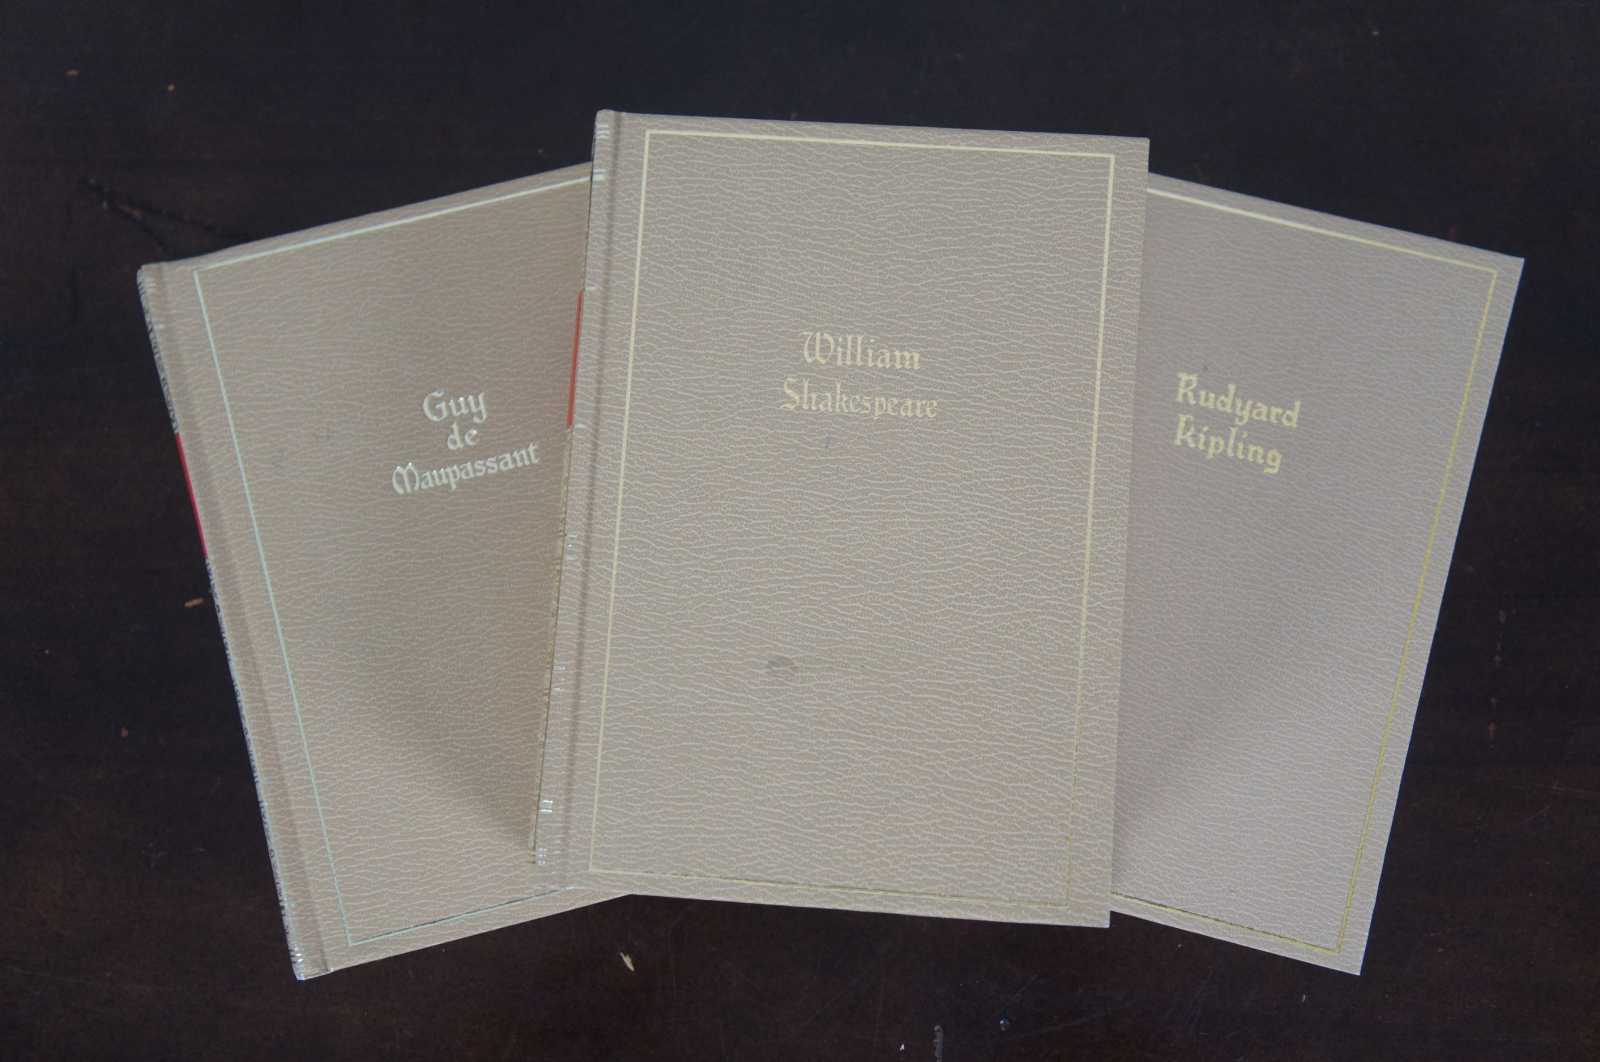 Guy
de
Maupassant
William
Shakespeare
Rudyard
Kipling